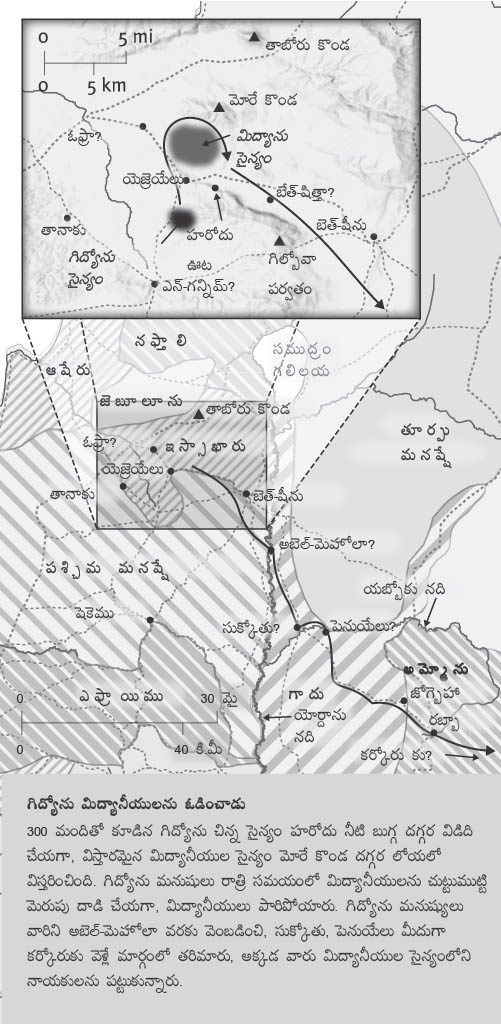 0 5 mi
తాబోరు కొండ
0 5 km
మోరే కొండ
ఓఫ్రా?
మిద్యాను
సైన్యం
యెజ్రెయేలు
బేత్-షిత్తా?
బెత్-షీను
తానాకు
హరోదు
ఊట
గిద్యోను
సైన్యం
గిల్బోవా
పర్వతం
ఎన్-గన్నిమ్?
నఫ్తాలి
సముద్రం
గలిలయ
ఆషేరు
జెబూలూను
తాబోరు కొండ
తూర్పు
మనష్షే
ఓఫ్రా?
ఇస్సాఖారు
యెజ్రెయేలు
తానాకు
బెత్-షీను
అబెల్-మెహోలా?
పశ్చిమ మనష్షే
యబ్బోకు నది
షెకెము
సుక్కోతు?
పెనుయేలు?
అమ్మోను
ఎఫ్రాయిము
0 30 మై
గాదు
జోగ్బెహా
యొర్దాను
నది
రబ్బా
0 40 కి.మీ
కర్కోరుకు?
గిద్యోను మిద్యానీయులను ఓడించాడు
300 మందితో కూడిన గిద్యోను చిన్న సైన్యం హరోదు నీటి బుగ్గ దగ్గర విడిది
చేయగా, విస్తారమైన మిద్యానీయుల సైన్యం మోరే కొండ దగ్గర లోయలో
విస్తరించింది. గిద్యోను మనుషులు రాత్రి సమయంలో మిద్యానీయులను చుట్టుముట్టి
మెరుపు దాడి చేయగా, మిద్యానీయులు పారిపోయారు. గిద్యోను మనుష్యులు
వారిని అబెల్-మెహోలా వరకు వెంబడించి, సుక్కోతు, పెనుయేలు మీదుగా
కర్కోరుకు వెళ్లే మార్గంలో తరిమారు, అక్కడ వారు మిద్యానీయుల సైన్యంలోని
నాయకులను పట్టుకున్నారు.